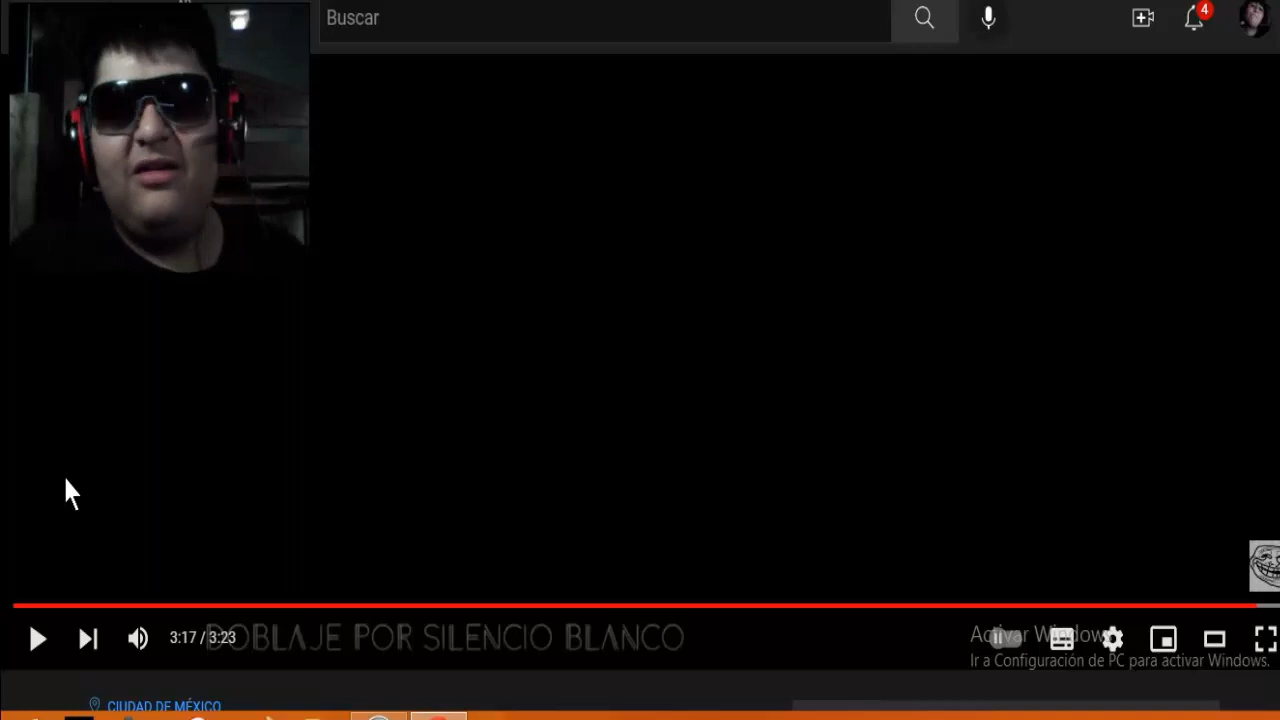 Buscar
4
3:17 / 3:23
DOBLAJE POR SILENCIO BLANCO
Activar Windows
Ir a Configuración de PC para activar Windows.
CIUDAD DE MÉXICO